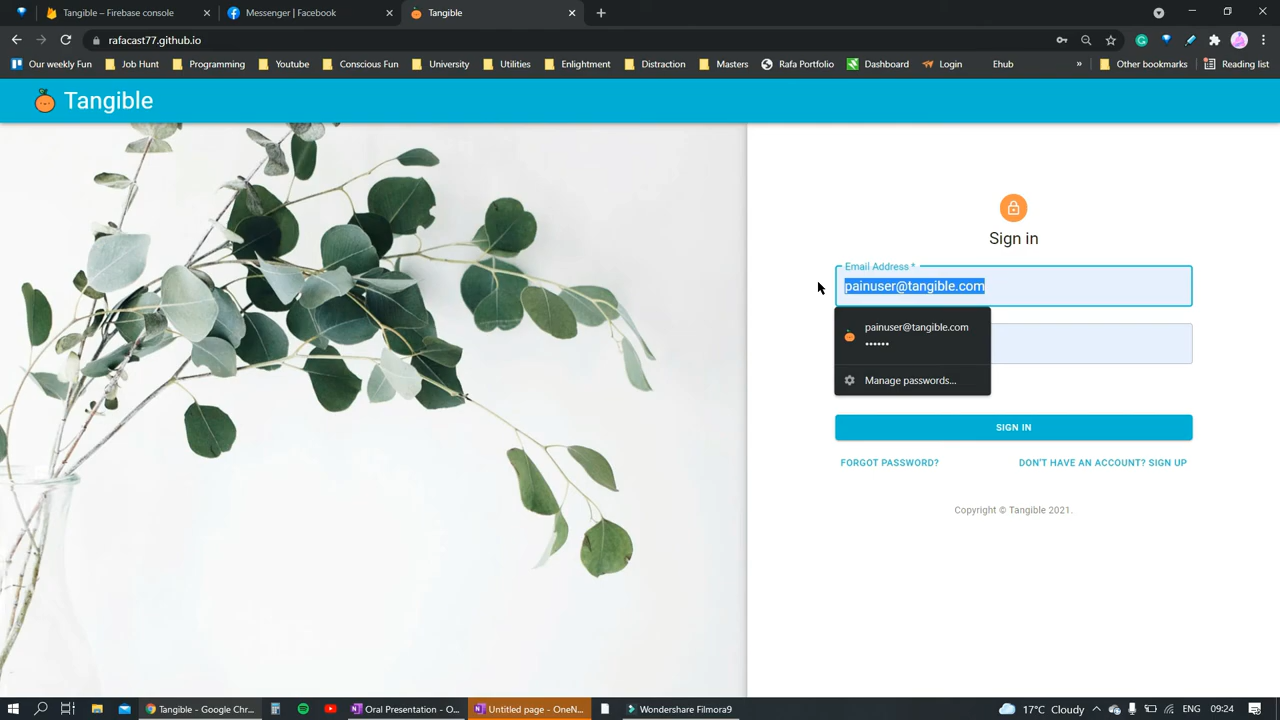 Tangible – Firebase console
Messenger | Facebook
Tangible
rafacast77.github.io
Our weekly Fun
Job Hunt
Programming
Youtube
Conscious Fun
University
Utilities
Enlightment
Distraction
Masters
Rafa Portfolio
Dashboard
Login
Ehub
»
Other bookmarks
Reading list
Tangible
Sign in
Email Address *
painuser@tangible.com
painuser@tangible.com
••••••
Manage passwords...
SIGN IN
FORGOT PASSWORD?
DON'T HAVE AN ACCOUNT? SIGN UP
Copyright © Tangible 2021.
Tangible - Google Chr...
Oral Presentation - O...
Untitled page - OneN...
Wondershare Filmora9
17°C Cloudy
ENG
09:24